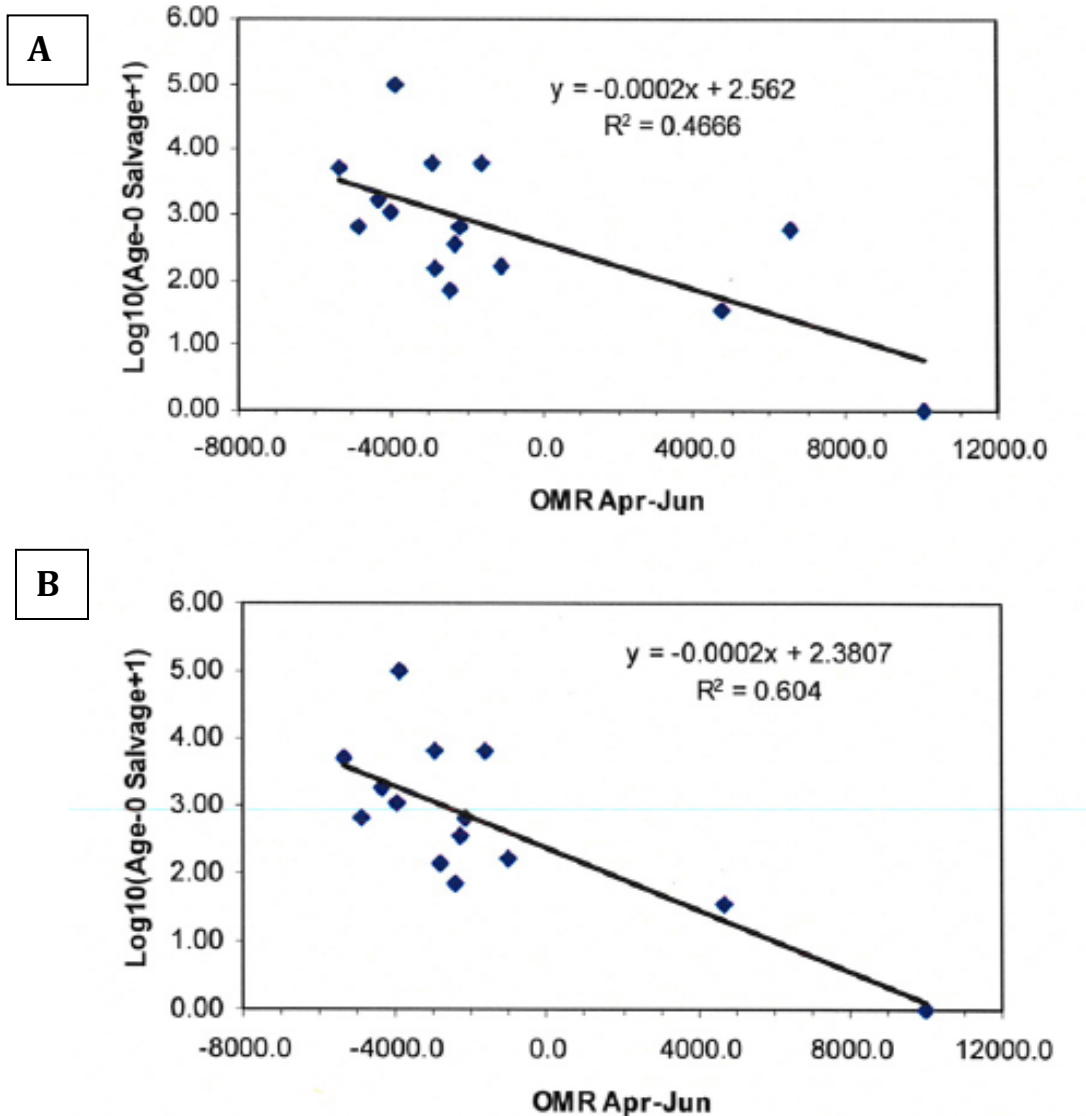 A
6.00
5.00
4.00
3.00
2.00
1.00
0.00
Log10(Age-0 Salvage+1)
y = -0.0002x + 2.562
R² = 0.4666
-8000.0 -4000.0 0.0 4000.0 8000.0 12000.0
OMR Apr-Jun
B
6.00
5.00
4.00
3.00
2.00
1.00
0.00
Log10(Age-0 Salvage+1)
y = -0.0002x + 2.3807
R² = 0.604
-8000.0 -4000.0 0.0 4000.0 8000.0 12000.0
OMR Apr-Jun